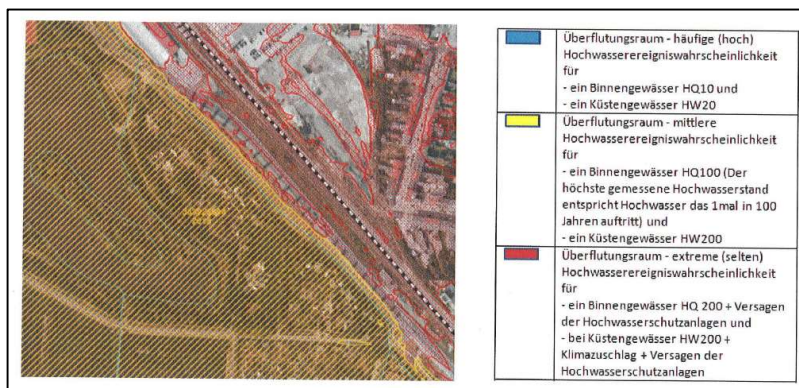 Überflutungsraum - häufige (hoch)
Hochwasserereigniswahrscheinlichkeit
für
- ein Binnengewässer HQ10 und
- ein Küstengewässer HW20
Überflutungsraum - mittlere
Hochwasserereigniswahrscheinlichkeit
für
- ein Binnengewässer HQ100 (Der
höchste gemessene Hochwasserstand
entspricht Hochwasser das 1mal in 100
Jahren auftritt) und
- ein Küstengewässer HW200
Überflutungsraum - extreme (selten)
Hochwasserereigniswahrscheinlichkeit
für
- ein Binnengewässer HQ 200 + Versagen
der Hochwasserschutzanlagen und
- bei Küstengewässer HW200 +
Klimazuschlag + Versagen der
Hochwasserschutzanlagen